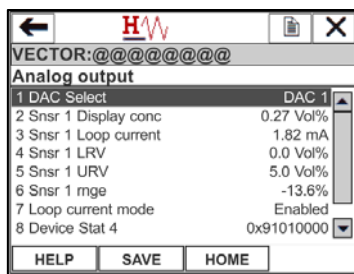 H
VECTOR:@@@@@@@@
Analog output
1 DAC Select DAC 1
2 Snsr 1 Display conc 0.27 Vol%
3 Snsr 1 Loop current 1.82 mA
4 Snsr 1 LRV 0.0 Vol%
5 Snsr 1 URV 5.0 Vol%
6 Snsr 1 rnge -13.6%
7 Loop current mode Enabled
8 Device Stat 4 0x91010000
HELP SAVE HOME